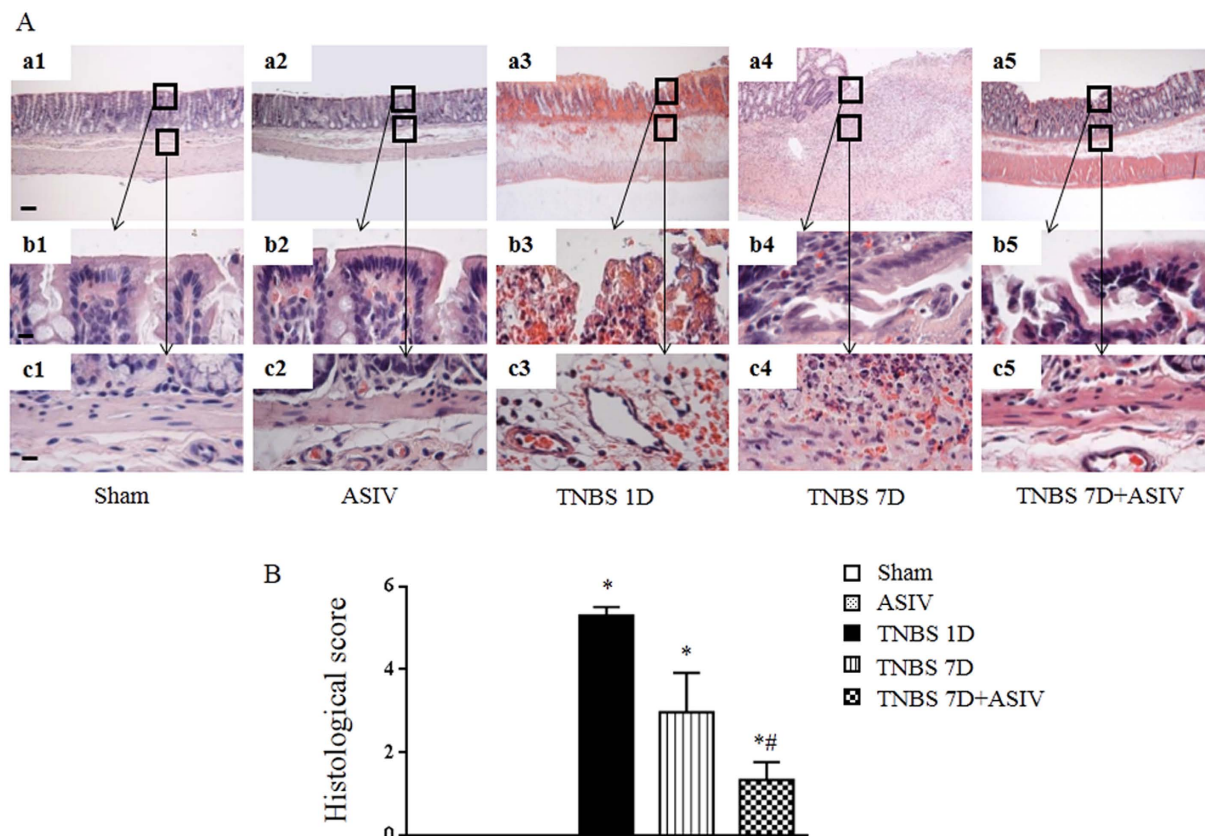 A
a1 a2 a3 a4 a5
b1 b2 b3 b4 b5
c1 c2 c3 c4 c5
Sham ASIV TNBS 1D TNBS 7D TNBS 7D+ASIV
B
Histological score
6
4
2
0
*
*
*#
Sham
ASIV
TNBS 1D
TNBS 7D
TNBS 7D+ASIV